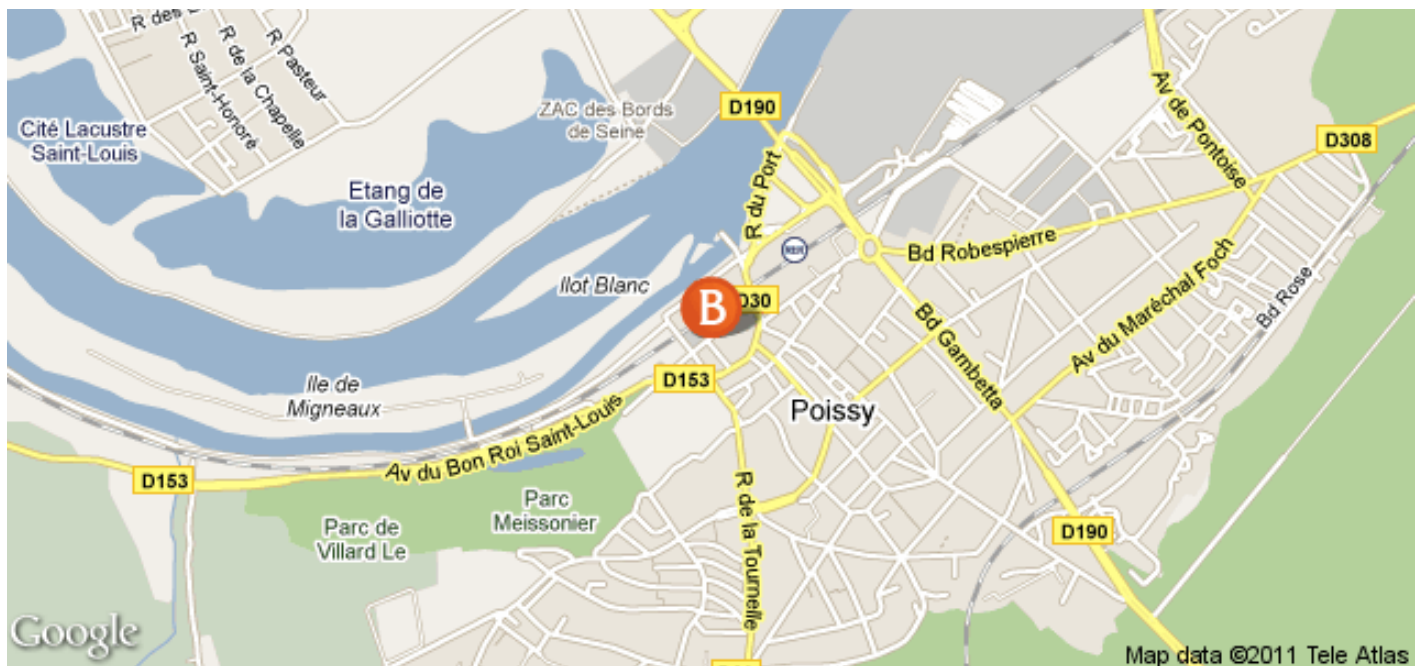 R des
R Saint-Honoré
R de la Chapelle
R Pasteur
Cité Lacustre
Saint-Louis
Etang de
la Galliotte
ZAC des Bords
de Seine
D190
R du Port
RER
Av de Pontoise
D308
Bd Robespierre
Ilot Blanc
B
D30
Bd Gambetta
Av du Maréchal Foch
Bd Rose
Ile de
Migneaux
D153
Poissy
Av du Bon Roi Saint-Louis
D153
Parc
Meissonier
Parc de
Villard Le
R de la Tournelle
D190
Google
Map data ©2011 Tele Atlas